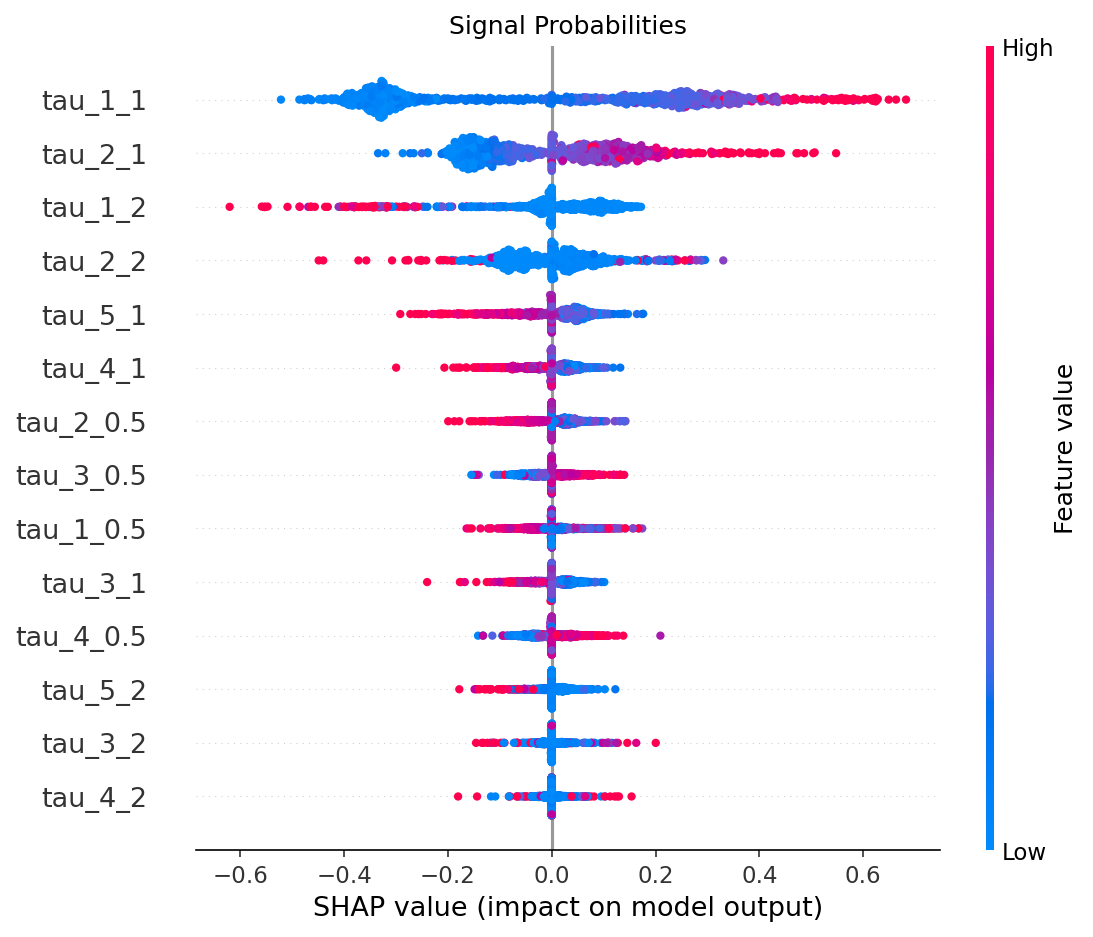 Signal Probabilities
High
tau_1_1
tau_2_1
tau_1_2
tau_2_2
tau_5_1
tau_4_1
tau_2_0.5
tau_3_0.5
tau_1_0.5
tau_3_1
tau_4_0.5
tau_5_2
tau_3_2
tau_4_2
Feature value
Low
−0.6 −0.4 −0.2 0.0 0.2 0.4 0.6
SHAP value (impact on model output)